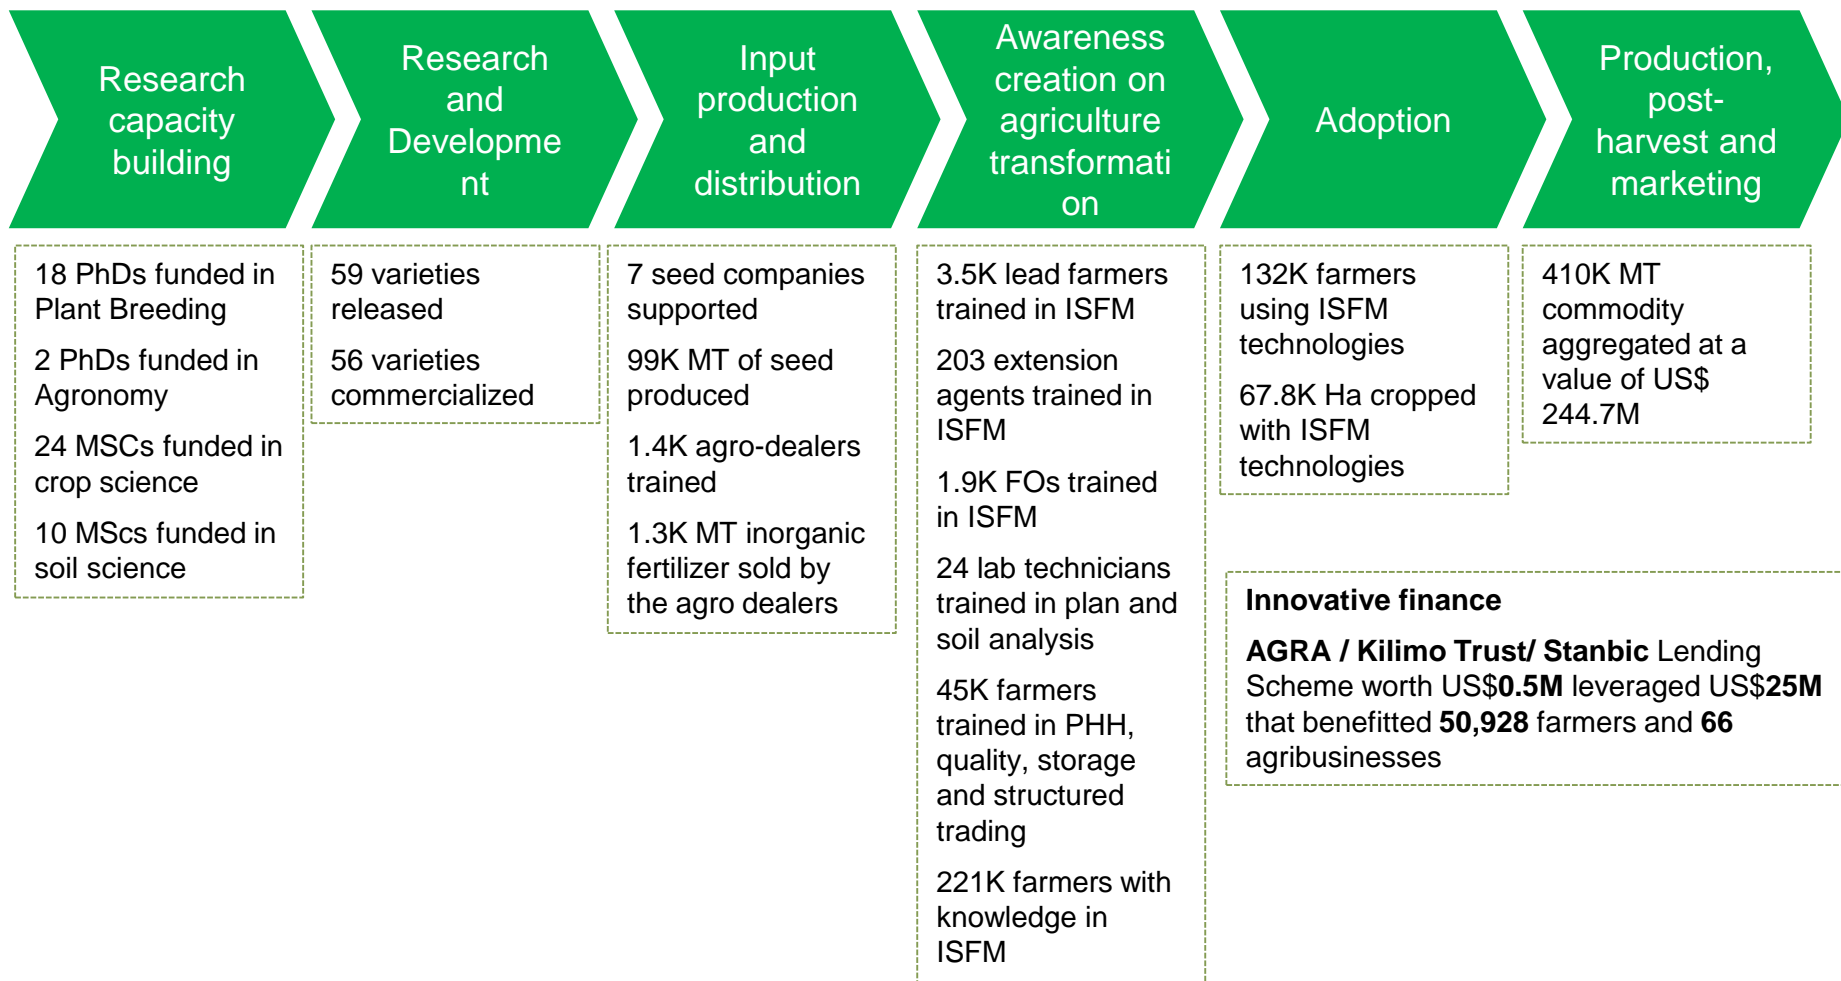 Research
capacity
building
Research
and
Developme
nt
Input
production
and
distribution
Awareness
creation on
agriculture
transformati
on
Adoption
Production,
post-
harvest and
marketing
18 PhDs funded in
Plant Breeding
2 PhDs funded in
Agronomy
24 MSCs funded in
crop science
10 MScs funded in
soil science
59 varieties
released
56 varieties
commercialized
7 seed companies
supported
99K MT of seed
produced
1.4K agro-dealers
trained
1.3K MT inorganic
fertilizer sold by
the agro dealers
3.5K lead farmers
trained in ISFM
203 extension
agents trained in
ISFM
1.9K FOs trained
in ISFM
24 lab technicians
trained in plan and
soil analysis
45K farmers
trained in PHH,
quality, storage
and structured
trading
221K farmers with
knowledge in
ISFM
132K farmers
using ISFM
technologies
67.8K Ha cropped
with ISFM
technologies
410K MT
commodity
aggregated at a
value of US$
244.7M
Innovative finance
AGRA / Kilimo Trust/ Stanbic Lending
Scheme worth US$0.5M leveraged US$25M
that benefitted 50,928 farmers and 66
agribusinesses